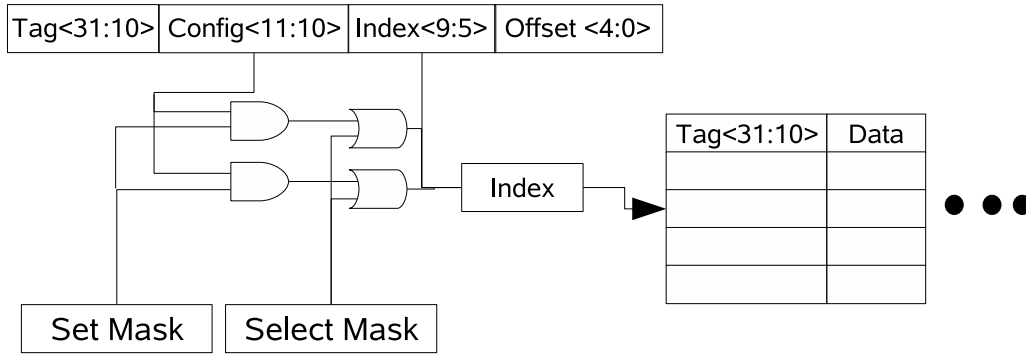 Tag<31:10> Config<11:10> Index<9:5> Offset <4:0>
Tag<31:10> Data
Index
Set Mask Select Mask